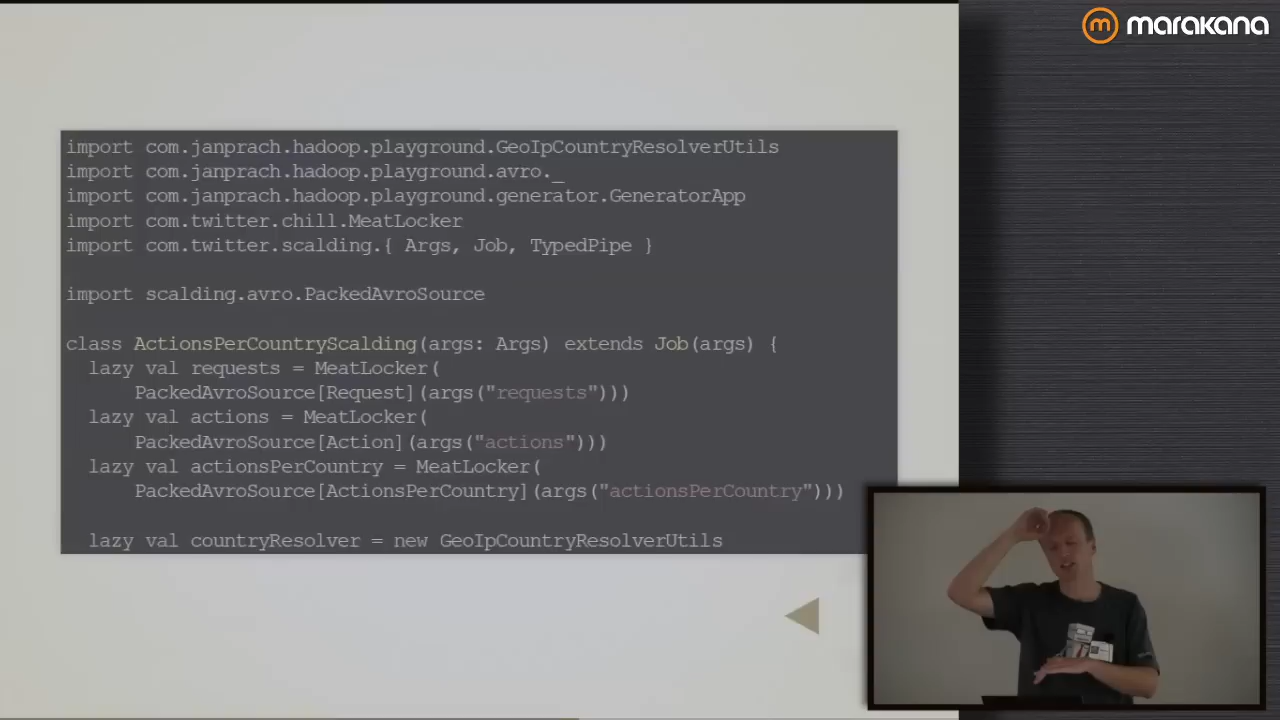 marakana
import com.janprach.hadoop.playground.GeoIpCountryResolverUtils
import com.janprach.hadoop.playground.avro._
import com.janprach.hadoop.playground.generator.GeneratorApp
import com.twitter.chill.MeatLocker
import com.twitter.scalding.{ Args, Job, TypedPipe }
import scalding.avro.PackedAvroSource
class ActionsPerCountryScalding(args: Args) extends Job(args) {
lazy val requests = MeatLocker(
PackedAvroSource[Request](args("requests")))
lazy val actions = MeatLocker(
PackedAvroSource[Action](args("actions")))
lazy val actionsPerCountry = MeatLocker(
PackedAvroSource[ActionsPerCountry](args("actionsPerCountry")))
lazy val countryResolver = new GeoIpCountryResolverUtils